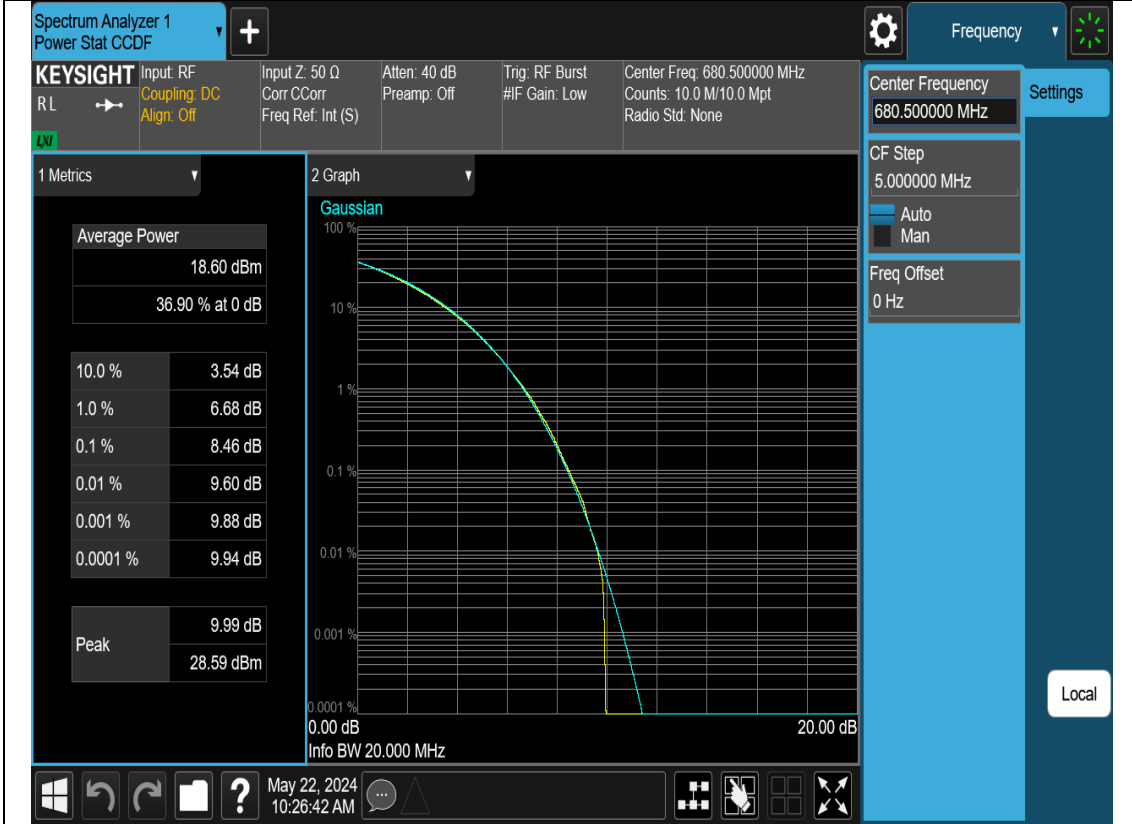 Spectrum Analyzer 1
Power Stat CCDF
+
Frequency
KEYSIGHT
RL
LXI
Input: RF
Coupling: DC
Align: Off
Input Z: 50 Ω
Corr CCorr
Freq Ref: Int (S)
Atten: 40 dB
Preamp: Off
Trig: RF Burst
#IF Gain: Low
Center Freq: 680.500000 MHz
Counts: 10.0 M/10.0 Mpt
Radio Std: None
Center Frequency
680.500000 MHz
Settings
CF Step
5.000000 MHz
Auto
Man
Freq Offset
0 Hz
1 Metrics
Average Power
18.60 dBm
36.90 % at 0 dB
10.0 % 3.54 dB
1.0 % 6.68 dB
0.1 % 8.46 dB
0.01 % 9.60 dB
0.001 % 9.88 dB
0.0001 % 9.94 dB
Peak
9.99 dB
28.59 dBm
2 Graph
Gaussian
100 %
10 %
1 %
0.1 %
0.01 %
0.001 %
0.0001 %
0.00 dB 20.00 dB
Info BW 20.000 MHz
Local
?
May 22, 2024
10:26:42 AM